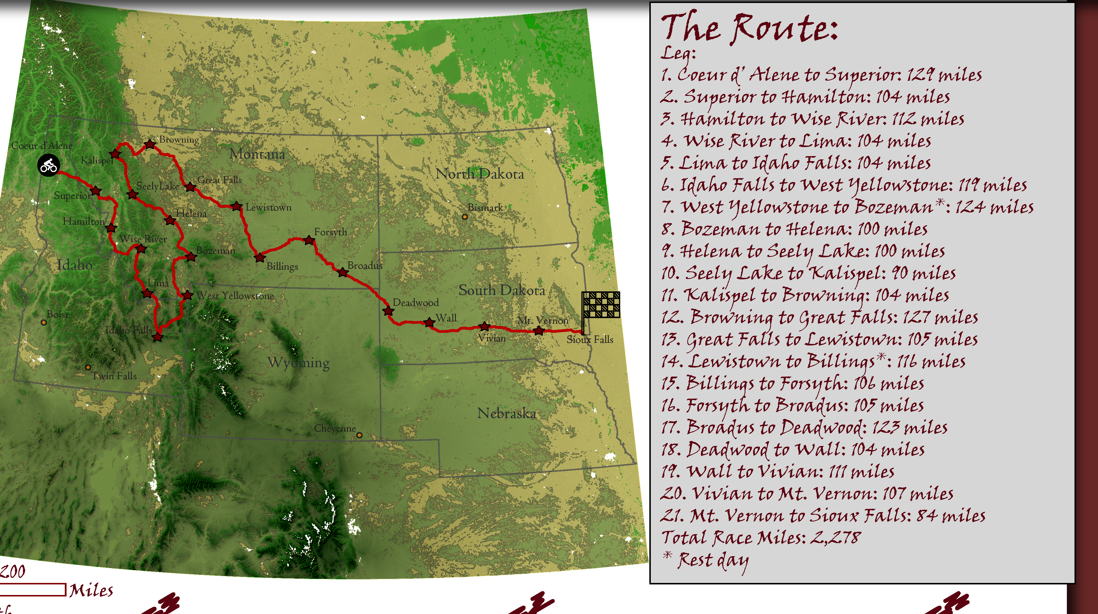 Coeur d'Alene
Kalispel
Browning
Montana
Great Falls
Seely Lake
Superior
Helena
Lewistown
Hamilton
Wise River
Bozeman
Billings
Forsyth
Broadus
Idaho
Lima
West Yellowstone
Boise
Idaho Falls
Twin Falls
Wyoming
Cheyenne
North Dakota
Bismark
South Dakota
Deadwood
Wall
Vivian
Mt. Vernon
Sioux Falls
Nebraska
200
Miles
The Route:
Leg:
1. Coeur d' Alene to Superior: 129 miles
2. Superior to Hamilton: 104 miles
3. Hamilton to Wise River: 112 miles
4. Wise River to Lima: 104 miles
5. Lima to Idaho Falls: 104 miles
6. Idaho Falls to West Yellowstone: 119 miles
7. West Yellowstone to Bozeman*: 124 miles
8. Bozeman to Helena: 100 miles
9. Helena to Seely Lake: 100 miles
10. Seely Lake to Kalispel: 90 miles
11. Kalispel to Browning: 104 miles
12. Browning to Great Falls: 127 miles
13. Great Falls to Lewistown: 105 miles
14. Lewistown to Billings*: 116 miles
15. Billings to Forsyth: 106 miles
16. Forsyth to Broadus: 105 miles
17. Broadus to Deadwood: 123 miles
18. Deadwood to Wall: 104 miles
19. Wall to Vivian: 111 miles
20. Vivian to Mt. Vernon: 107 miles
21. Mt. Vernon to Sioux Falls: 84 miles
Total Race Miles: 2,278
* Rest day